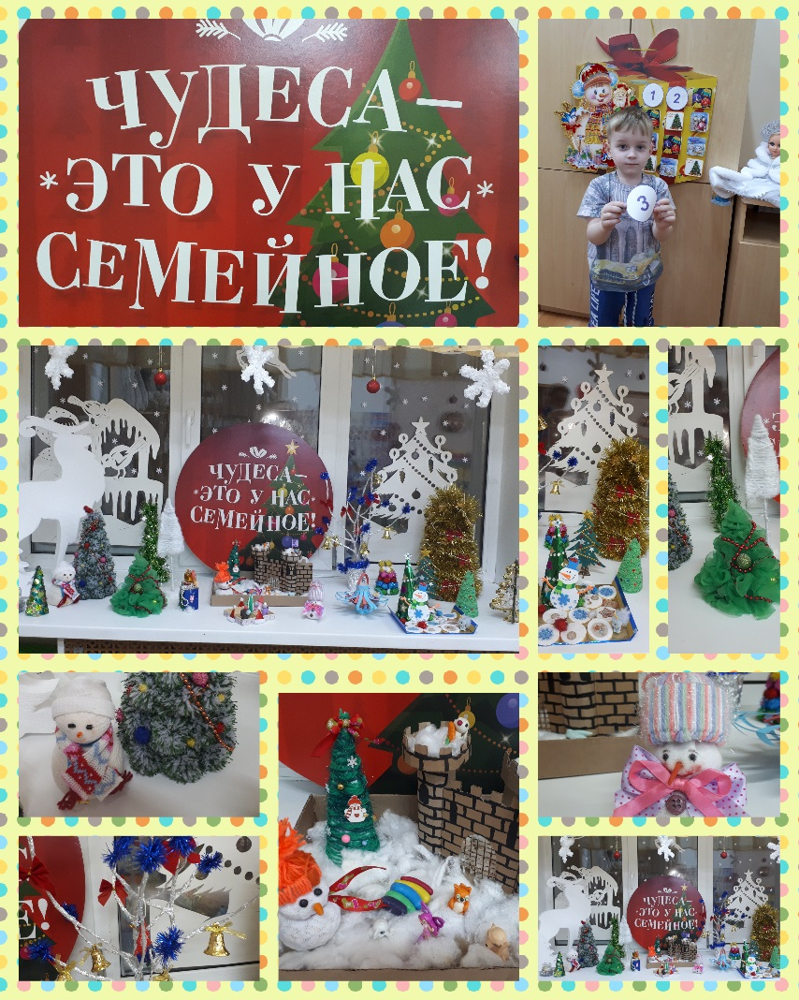 ЧУДЕСА –
ЭТО У НАС
СЕМЕЙНОЕ!
1 2
3
ЧУДЕСА –
ЭТО У НАС
СЕМЕЙНОЕ!
Е!
ЧУДЕСА –
ЭТО У НАС
СЕМЕЙНОЕ!